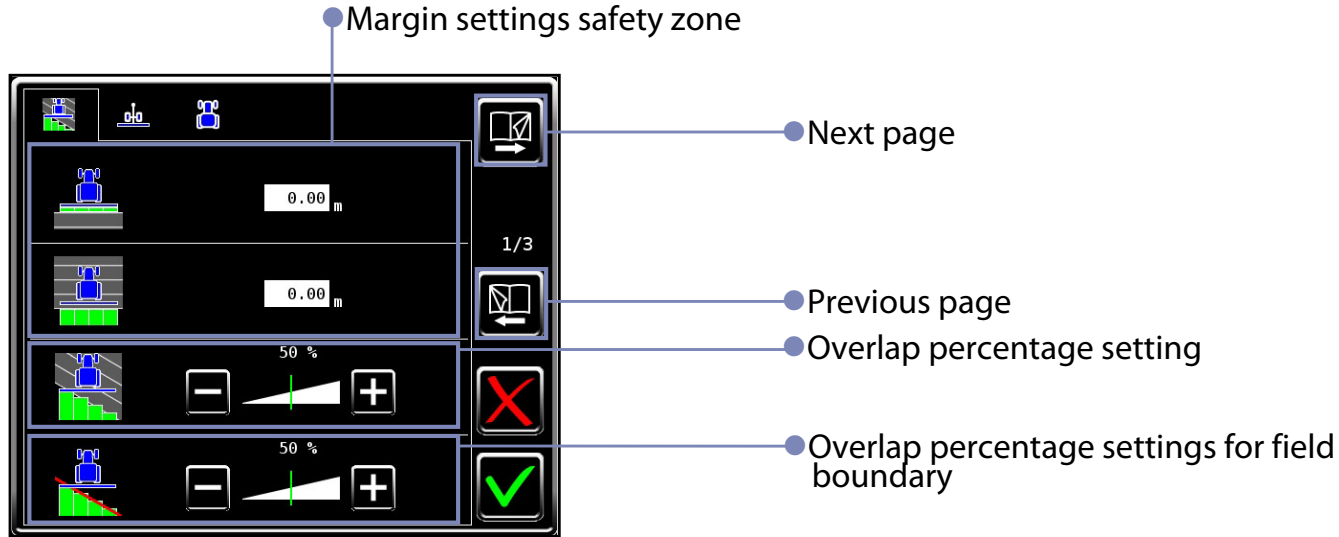 Margin settings safety zone
Next page
0.00 m
1/3
0.00 m
Previous page
50 %
Overlap percentage setting
50 %
Overlap percentage settings for field
boundary